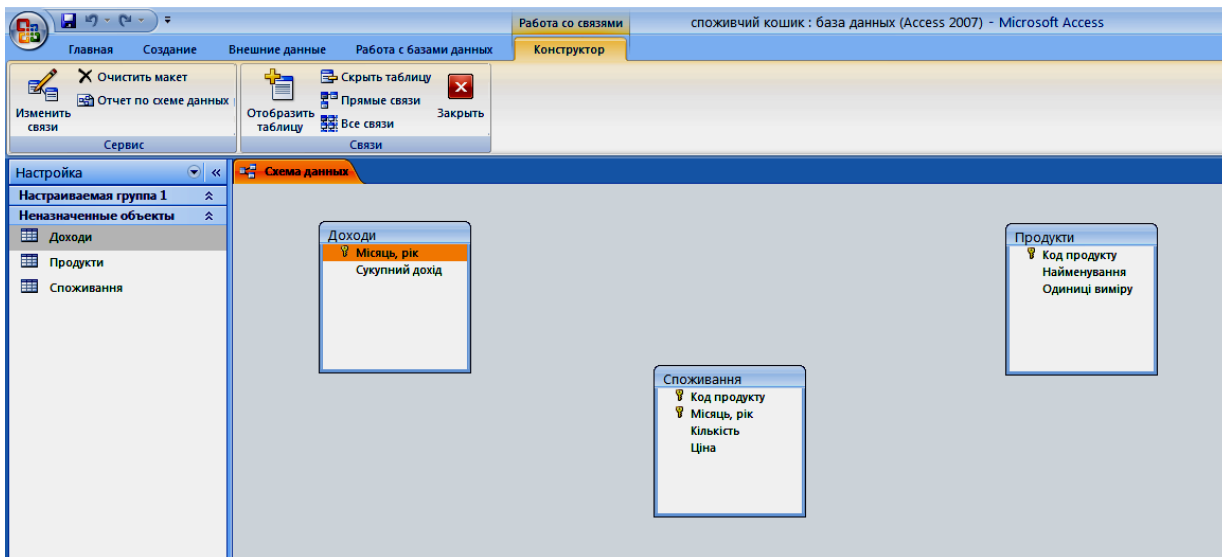 Работа со связями
споживчий кошик : база данных (Access 2007) - Microsoft Access
Главная Создание Внешние данные Работа с базами данных Конструктор
Изменить связи
Очистить макет
Отчет по схеме данных
Сервис
Отобразить таблицу
Скрыть таблицу
Прямые связи
Все связи
Закрыть
Связи
Настройка
Настраиваемая группа 1
Неназначенные объекты
Доходи
Продукти
Споживання
Схема данных
Доходи
Місяць, рік
Сукупний дохід
Споживання
Код продукту
Місяць, рік
Кількість
Ціна
Продукти
Код продукту
Найменування
Одиниці виміру